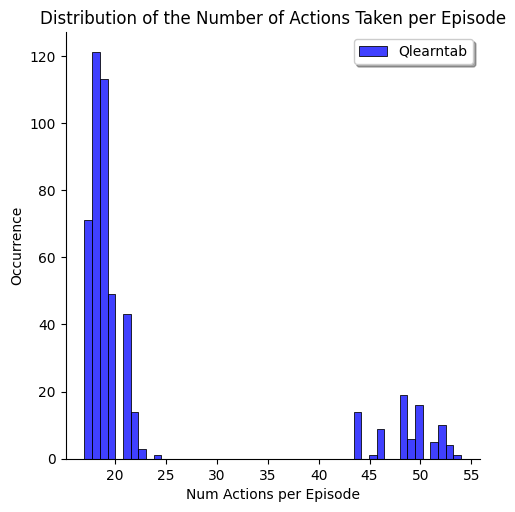 Distribution of the Number of Actions Taken per Episode
Qlearntab
120
100
80
60
40
20
0
Occurrence
20 25 30 35 40 45 50 55
Num Actions per Episode